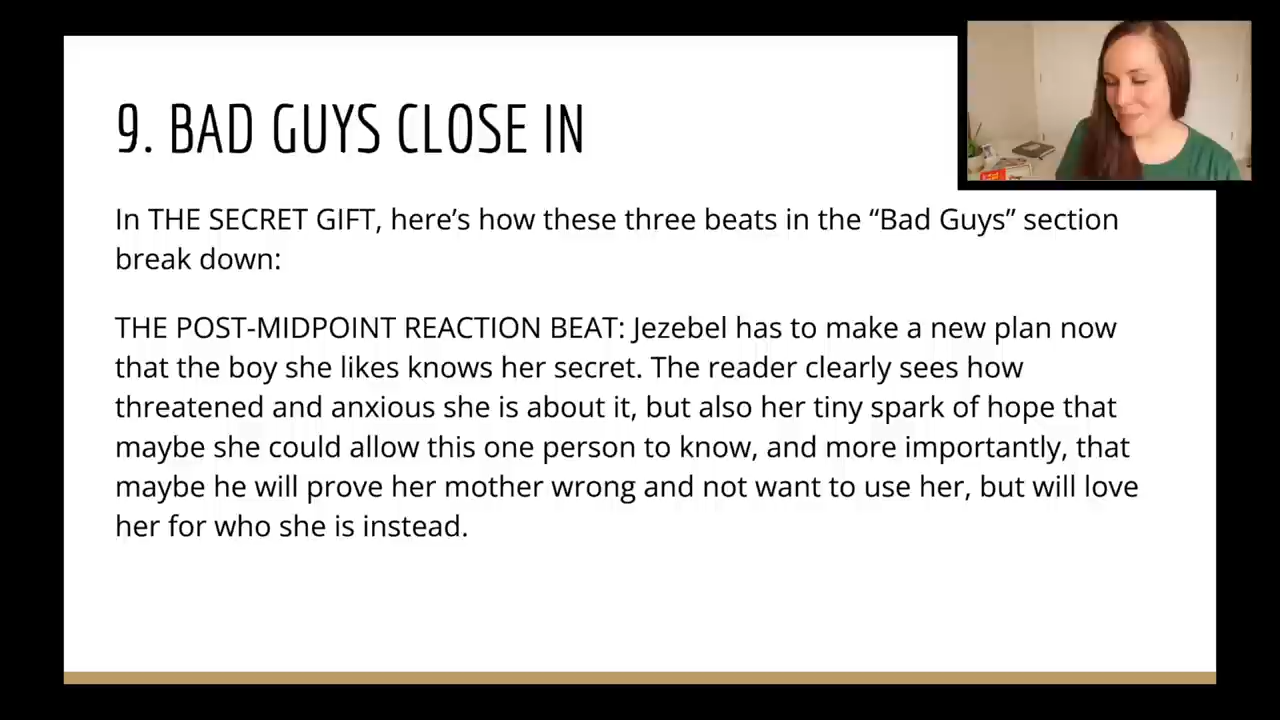 9. BAD GUYS CLOSE IN
In THE SECRET GIFT, here’s how these three beats in the “Bad Guys” section
break down:
THE POST-MIDPOINT REACTION BEAT: Jezebel has to make a new plan now
that the boy she likes knows her secret. The reader clearly sees how
threatened and anxious she is about it, but also her tiny spark of hope that
maybe she could allow this one person to know, and more importantly, that
maybe he will prove her mother wrong and not want to use her, but will love
her for who she is instead.